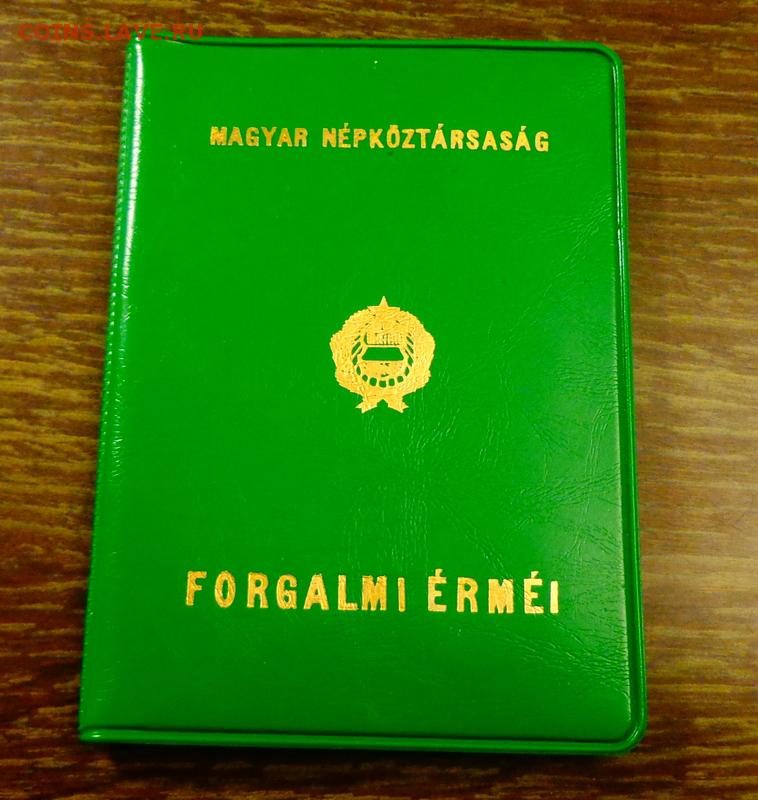 COINS.LAVE.RU
MAGYAR NÉPKÖZTÁRSASÁG
FORGALMI ÉRMÉI